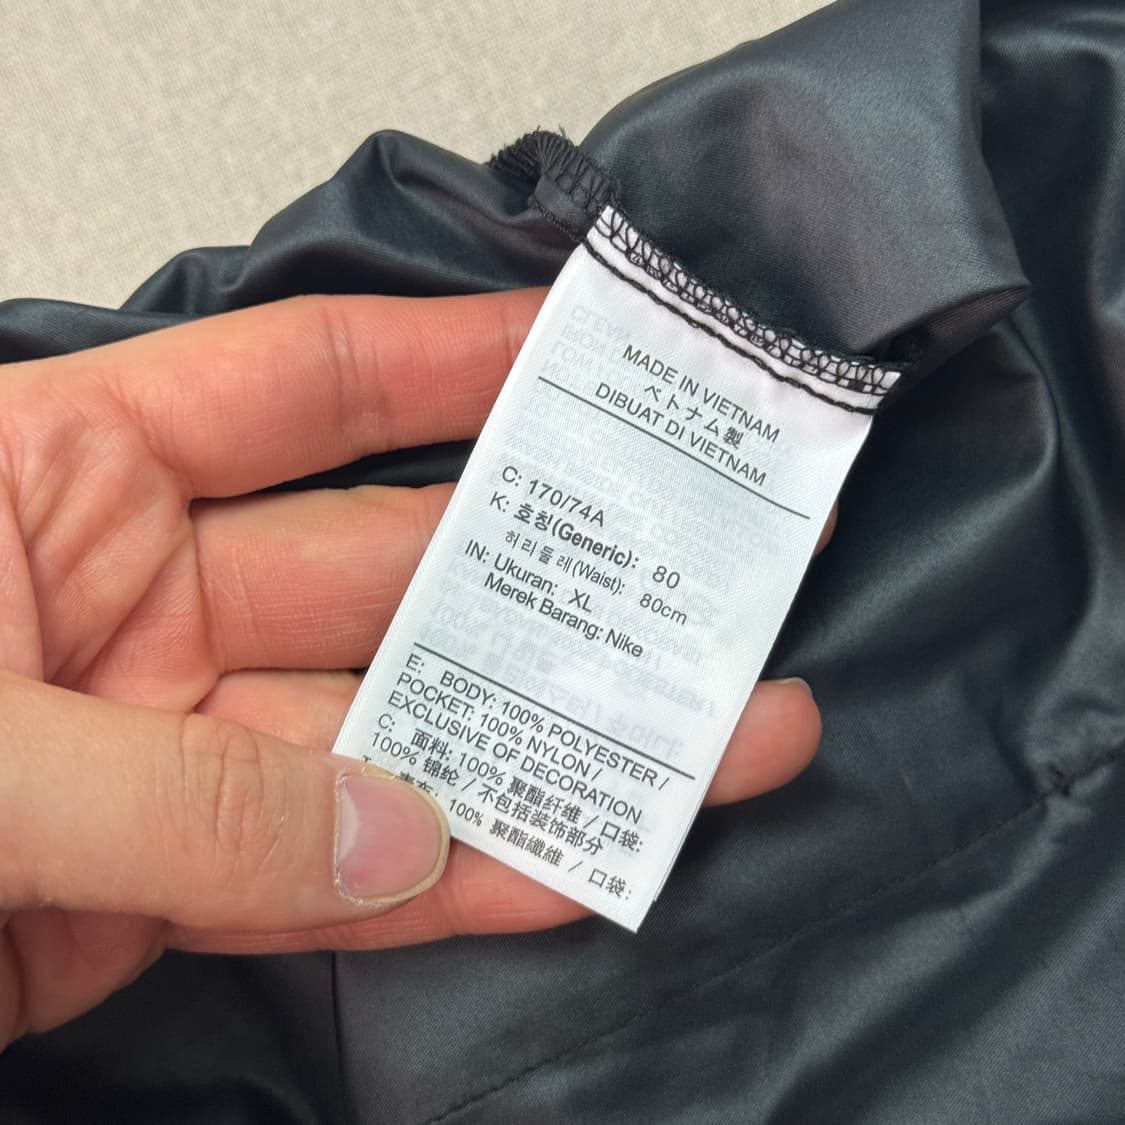 MADE IN VIETNAM
ベトナム製
DIBUAT DI VIETNAM
C: 170/74A
K: 호칭(Generic): 80
허리둘레(Waist): 80cm
IN: Ukuran: XL
Merek Barang: Nike
E: BODY: 100% POLYESTER /
POCKET: 100% NYLON /
EXCLUSIVE OF DECORATION
C: 面料: 100% 聚酯纤维 / 口袋:
100% 锦纶 / 不包括装饰部分
100% 聚酯纖維 / 口袋: